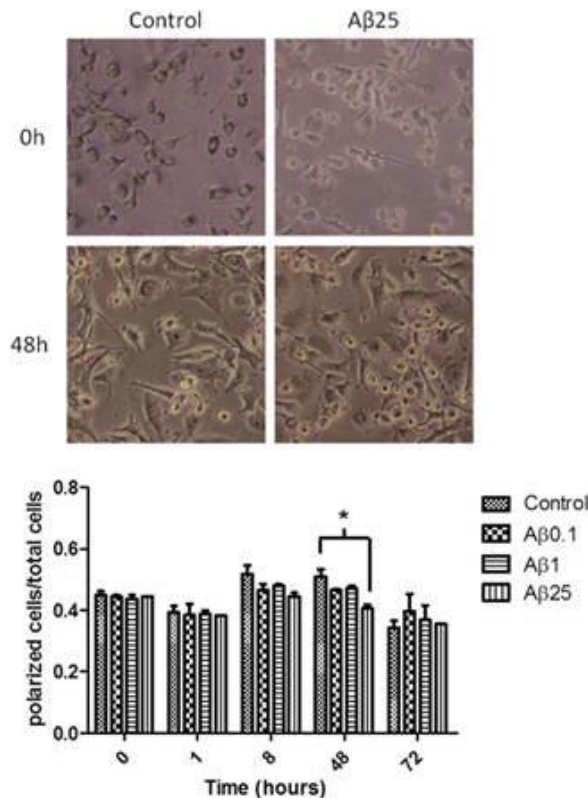 Control Aβ25
0h
48h
*
0.8
0.6
0.4
0.2
0.0
polarized cells/total cells
0 1 8 48 72
Time (hours)
Control
Aβ0.1
Aβ1
Aβ25